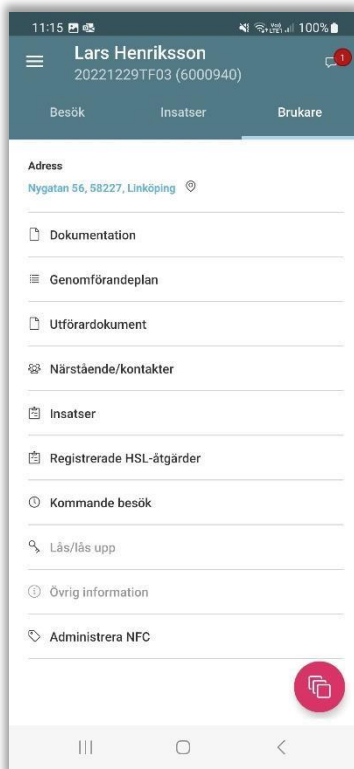 11:15 100%
Lars Henriksson
20221229TF03 (6000940)
1
Besök Insatser Brukare
Adress
Nygatan 56, 58227, Linköping
Dokumentation
Genomförandeplan
Utförardokument
Närstående/kontakter
Insatser
Registrerade HSL-åtgärder
Kommande besök
Lås/lås upp
Övrig information
Administrera NFC